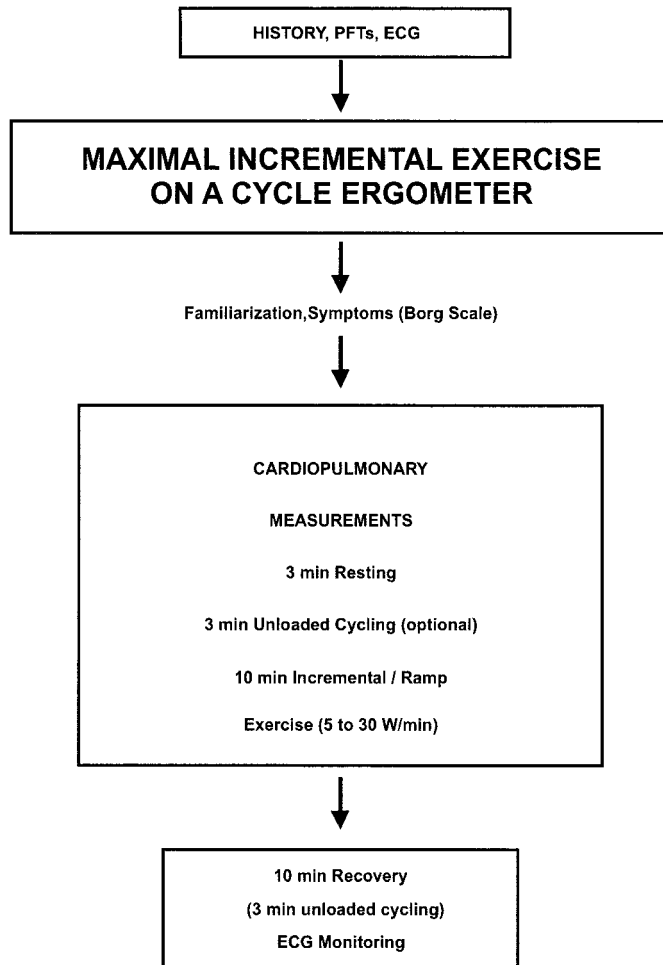 HISTORY, PFTs, ECG
MAXIMAL INCREMENTAL EXERCISE
ON A CYCLE ERGOMETER
Familiarization,Symptoms (Borg Scale)
CARDIOPULMONARY
MEASUREMENTS
3 min Resting
3 min Unloaded Cycling (optional)
10 min Incremental / Ramp
Exercise (5 to 30 W/min)
10 min Recovery
(3 min unloaded cycling)
ECG Monitoring